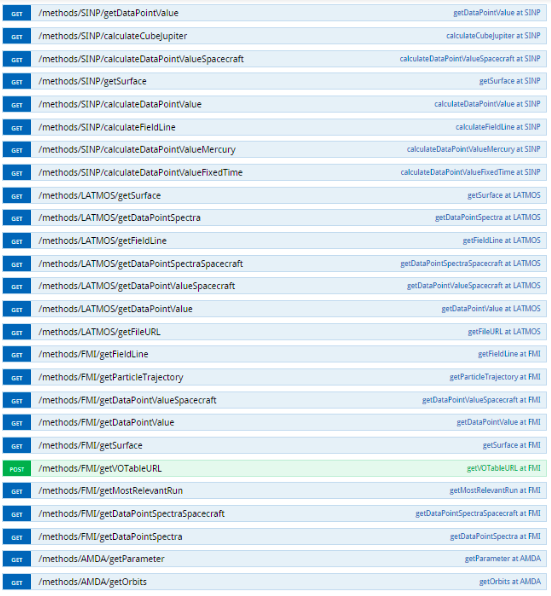 GET /methods/SINP/getDataPointValue getDataPointValue at SINP
GET /methods/SINP/calculateCubeJupiter calculateCubeJupiter at SINP
GET /methods/SINP/calculateDataPointValueSpacecraft calculateDataPointValueSpacecraft at SINP
GET /methods/SINP/getSurface getSurface at SINP
GET /methods/SINP/calculateDataPointValue calculateDataPointValue at SINP
GET /methods/SINP/calculateFieldLine calculateFieldLine at SINP
GET /methods/SINP/calculateDataPointValueMercury calculateDataPointValueMercury at SINP
GET /methods/SINP/calculateDataPointValueFixedTime calculateDataPointValueFixedTime at SINP
GET /methods/LATMOS/getSurface getSurface at LATMOS
GET /methods/LATMOS/getDataPointSpectra getDataPointSpectra at LATMOS
GET /methods/LATMOS/getFieldLine getFieldLine at LATMOS
GET /methods/LATMOS/getDataPointSpectraSpacecraft getDataPointSpectraSpacecraft at LATMOS
GET /methods/LATMOS/getDataPointValueSpacecraft getDataPointValueSpacecraft at LATMOS
GET /methods/LATMOS/getDataPointValue getDataPointValue at LATMOS
GET /methods/LATMOS/getFileURL getFileURL at LATMOS
GET /methods/FMI/getFieldLine getFieldLine at FMI
GET /methods/FMI/getParticleTrajectory getParticleTrajectory at FMI
GET /methods/FMI/getDataPointValueSpacecraft getDataPointValueSpacecraft at FMI
GET /methods/FMI/getDataPointValue getDataPointValue at FMI
GET /methods/FMI/getSurface getSurface at FMI
POST /methods/FMI/getVOTableURL getVOTableURL at FMI
GET /methods/FMI/getMostRelevantRun getMostRelevantRun at FMI
GET /methods/FMI/getDataPointSpectraSpacecraft getDataPointSpectraSpacecraft at FMI
GET /methods/FMI/getDataPointSpectra getDataPointSpectra at FMI
GET /methods/AMDA/getParameter getParameter at AMDA
GET /methods/AMDA/getOrbits getOrbits at AMDA